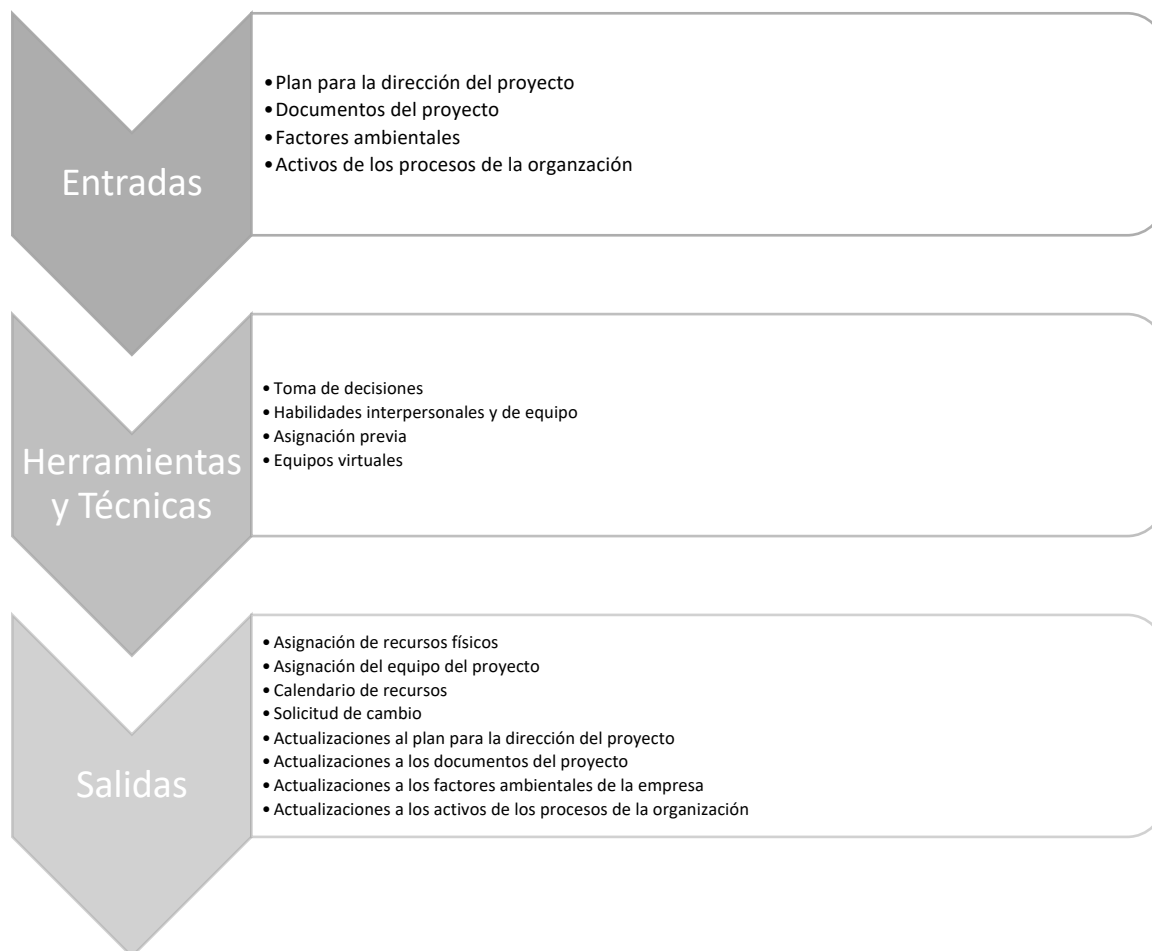 Entradas
• Plan para la dirección del proyecto
• Documentos del proyecto
• Factores ambientales
• Activos de los procesos de la organzación
Herramientas
y Técnicas
• Toma de decisiones
• Habilidades interpersonales y de equipo
• Asignación previa
• Equipos virtuales
Salidas
• Asignación de recursos físicos
• Asignación del equipo del proyecto
• Calendario de recursos
• Solicitud de cambio
• Actualizaciones al plan para la dirección del proyecto
• Actualizaciones a los documentos del proyecto
• Actualizaciones a los factores ambientales de la empresa
• Actualizaciones a los activos de los procesos de la organización